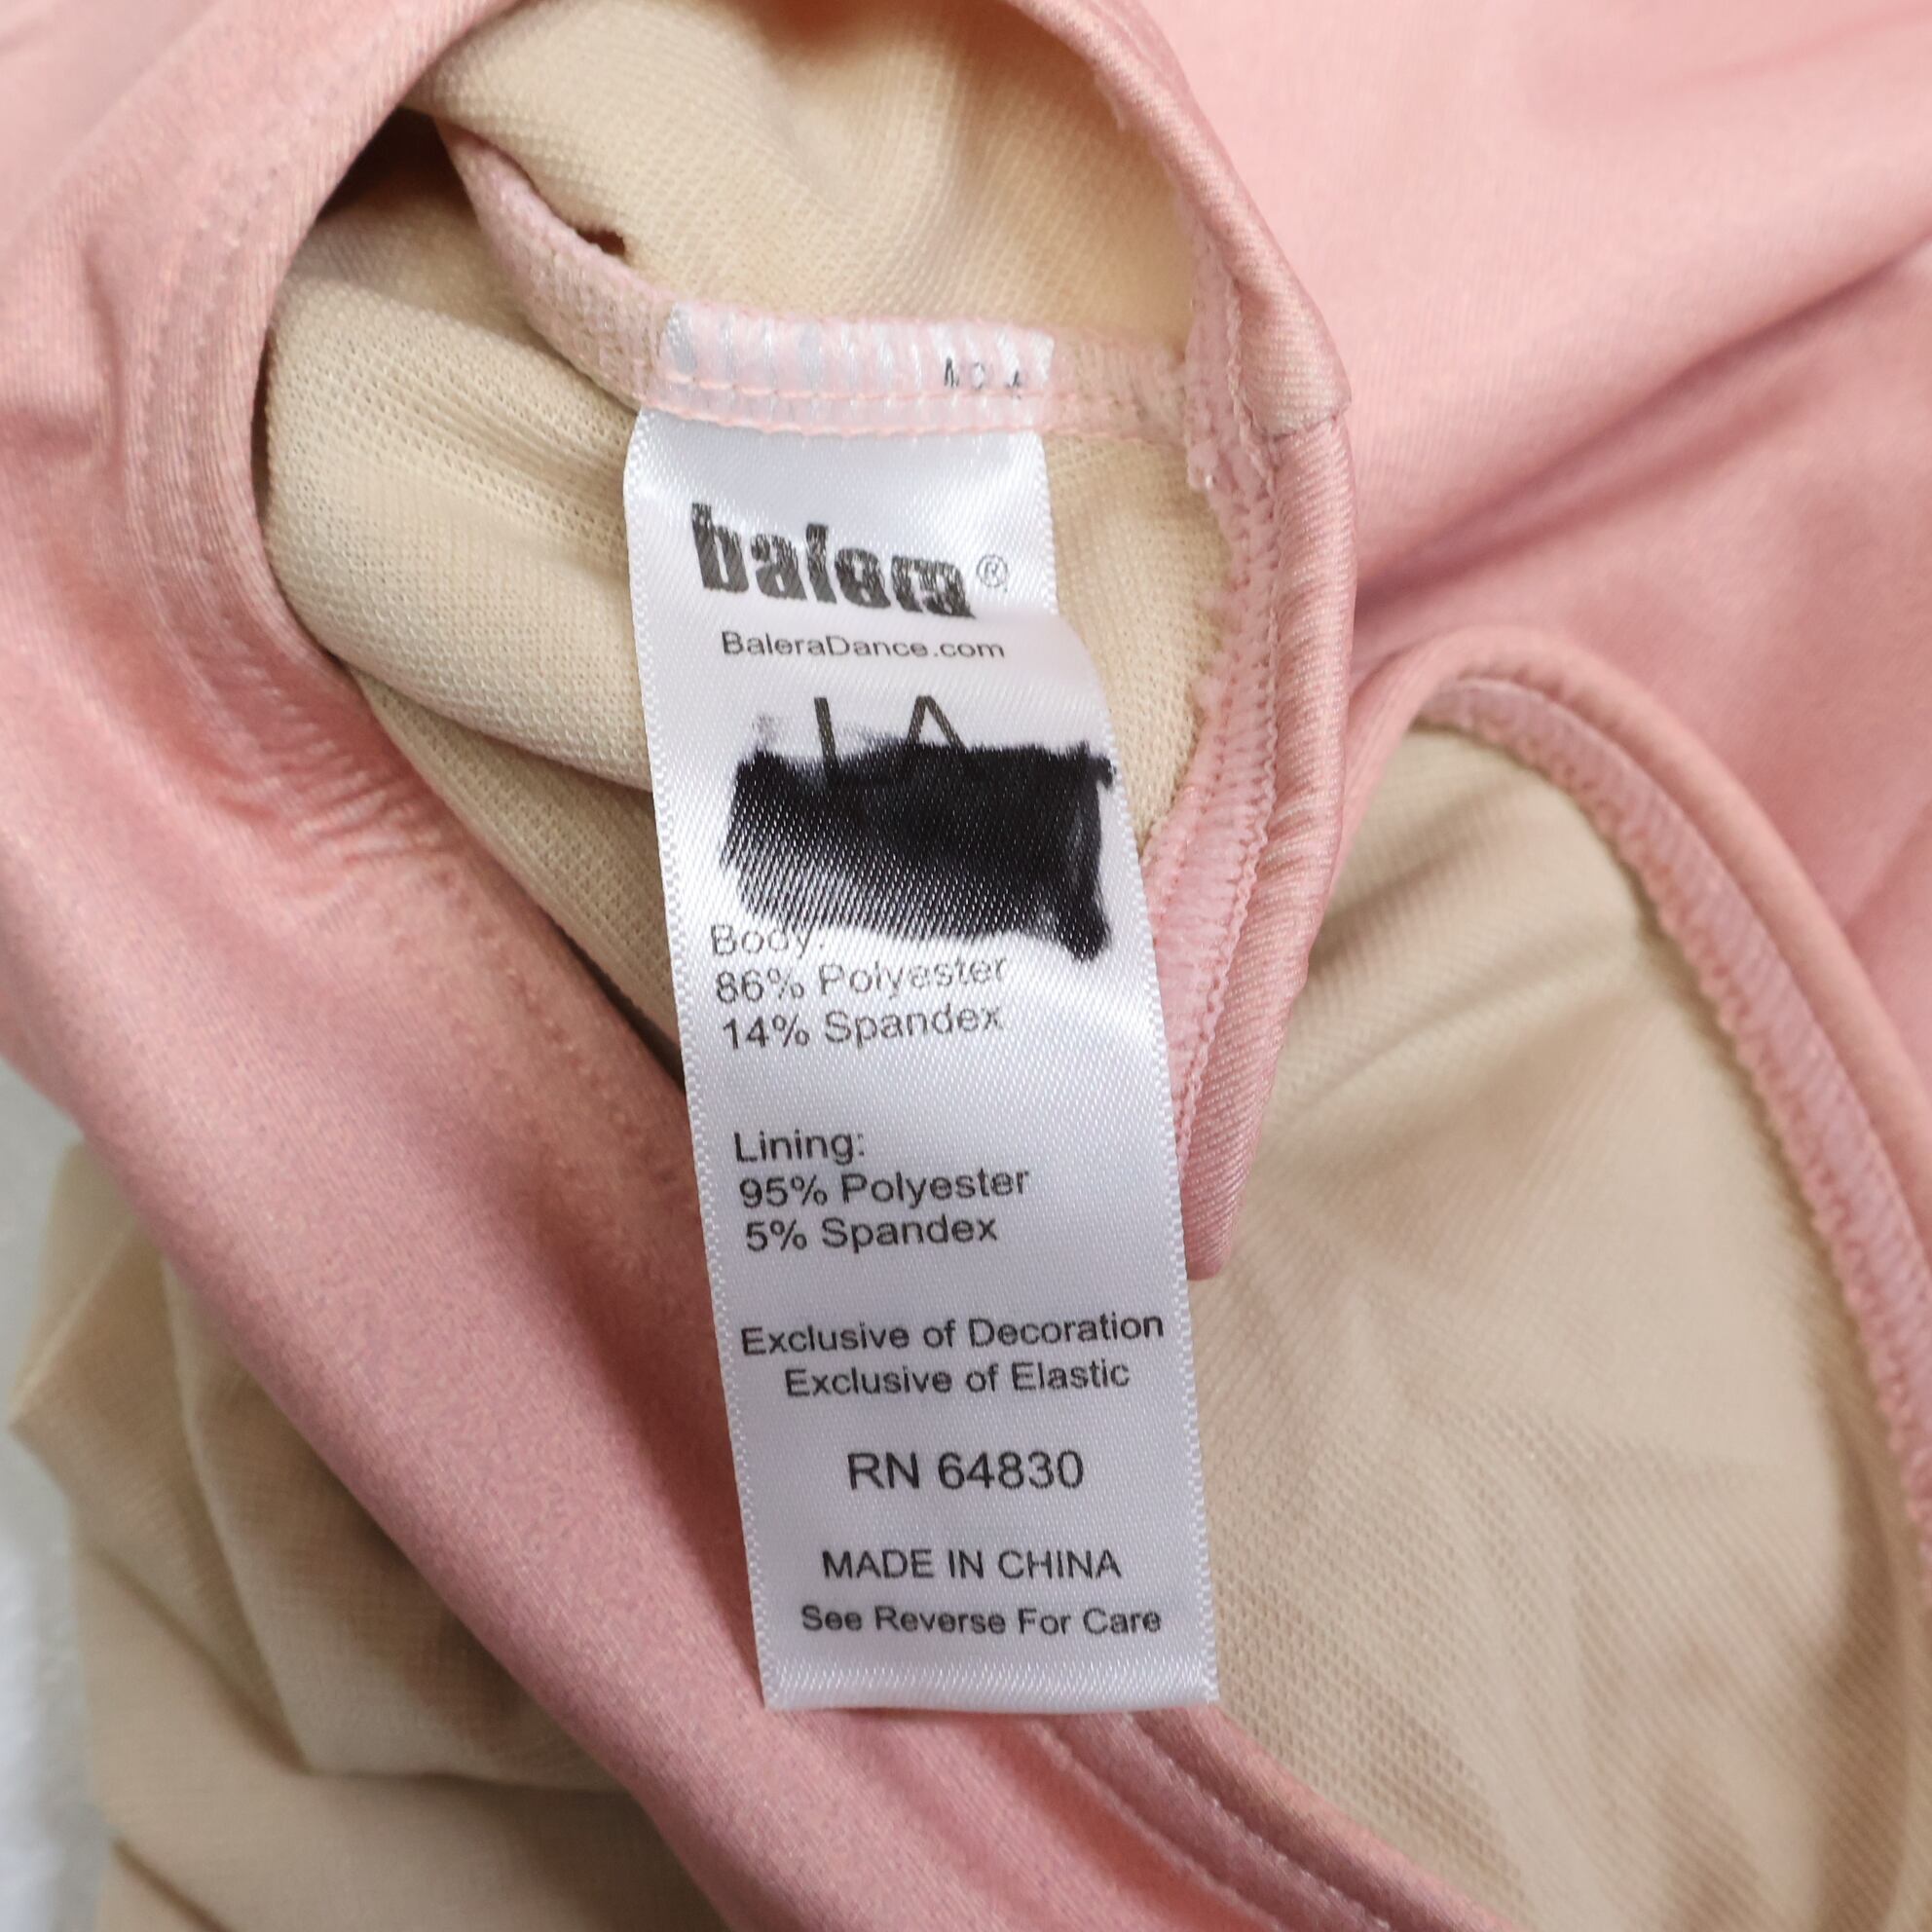 balera®
BaleraDance.com
LA
Body:
86% Polyester
14% Spandex
Lining:
95% Polyester
5% Spandex
Exclusive of Decoration
Exclusive of Elastic
RN 64830
MADE IN CHINA
See Reverse For Care